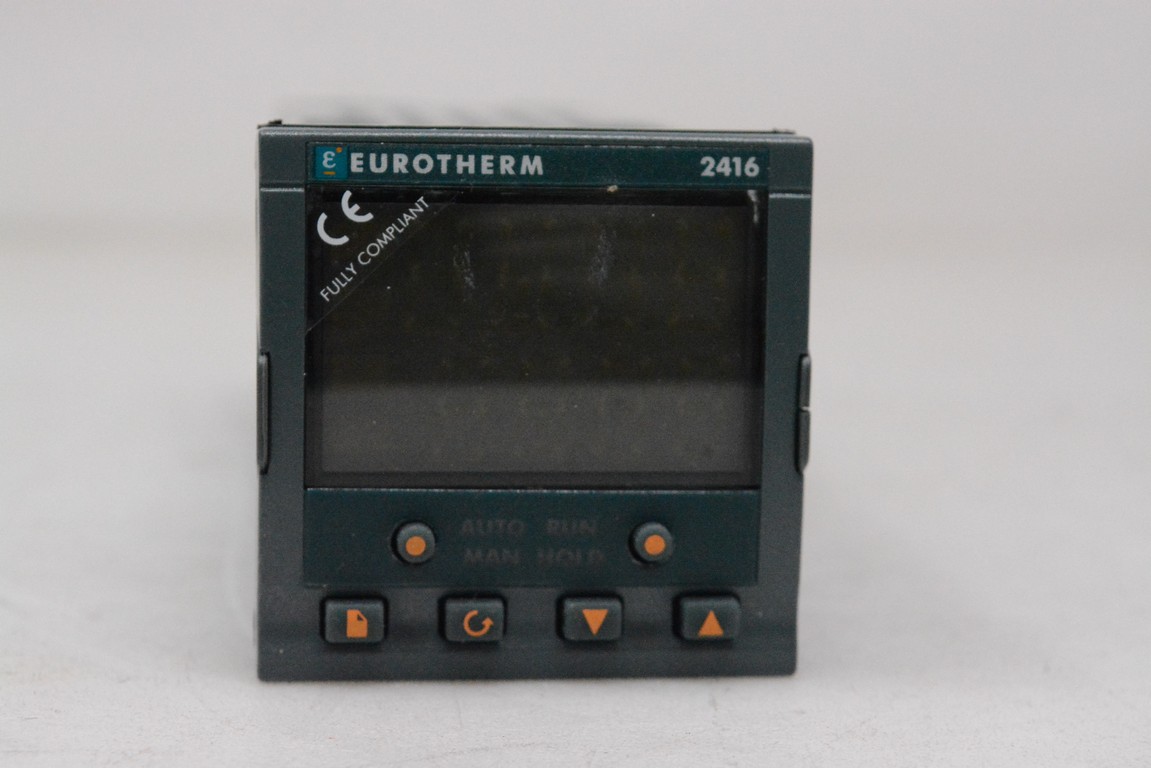 ε EUROTHERM 2416
CE
FULLY COMPLIANT
AUTO RUN
MAN HOLD